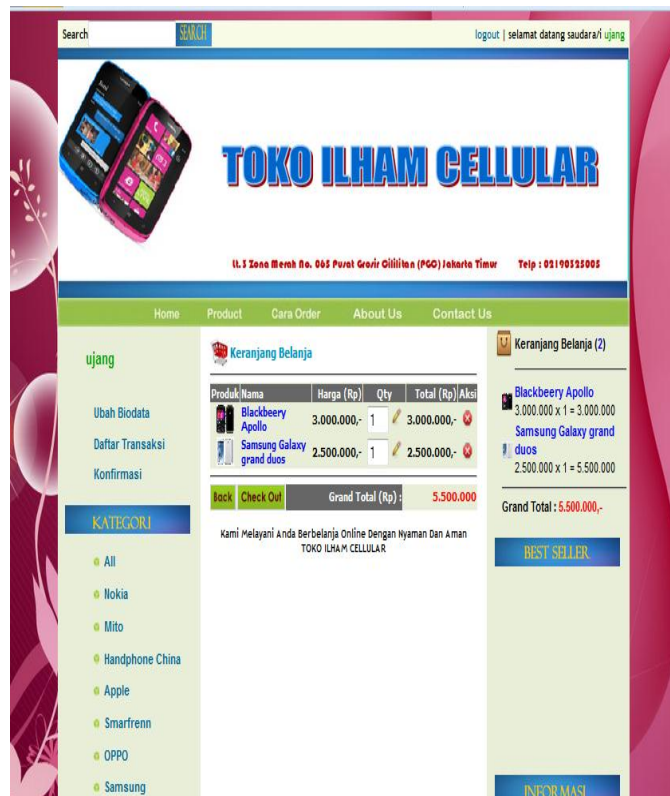 Search SEARCH logout | selamat datang saudara/i ujang
TOKO ILHAM CELLULAR
Lt. 3 Zona Merah No. 065 Pusat Grosir Cililitan (PGC) Jakarta Timur Telp : 02190325005
Home Product Cara Order About Us Contact Us
ujang
Ubah Biodata
Daftar Transaksi
Konfirmasi
KATEGORI
All
Nokia
Mito
Handphone China
Apple
Smarfrenn
OPPO
Samsung
Keranjang Belanja
Produk Nama Harga (Rp) Qty Total (Rp) Aksi
Blackbeery
Apollo
3.000.000,- 1 3.000.000,-
Samsung Galaxy
grand duos
2.500.000,- 1 2.500.000,-
Back Check Out Grand Total (Rp) : 5.500.000
Kami Melayani Anda Berbelanja Online Dengan Nyaman Dan Aman
TOKO ILHAM CELLULAR
Keranjang Belanja (2)
Blackbeery Apollo
3.000.000 x 1 = 3.000.000
Samsung Galaxy grand
duos
2.500.000 x 1 = 5.500.000
Grand Total : 5.500.000,-
BEST SELLER
INFORMASI